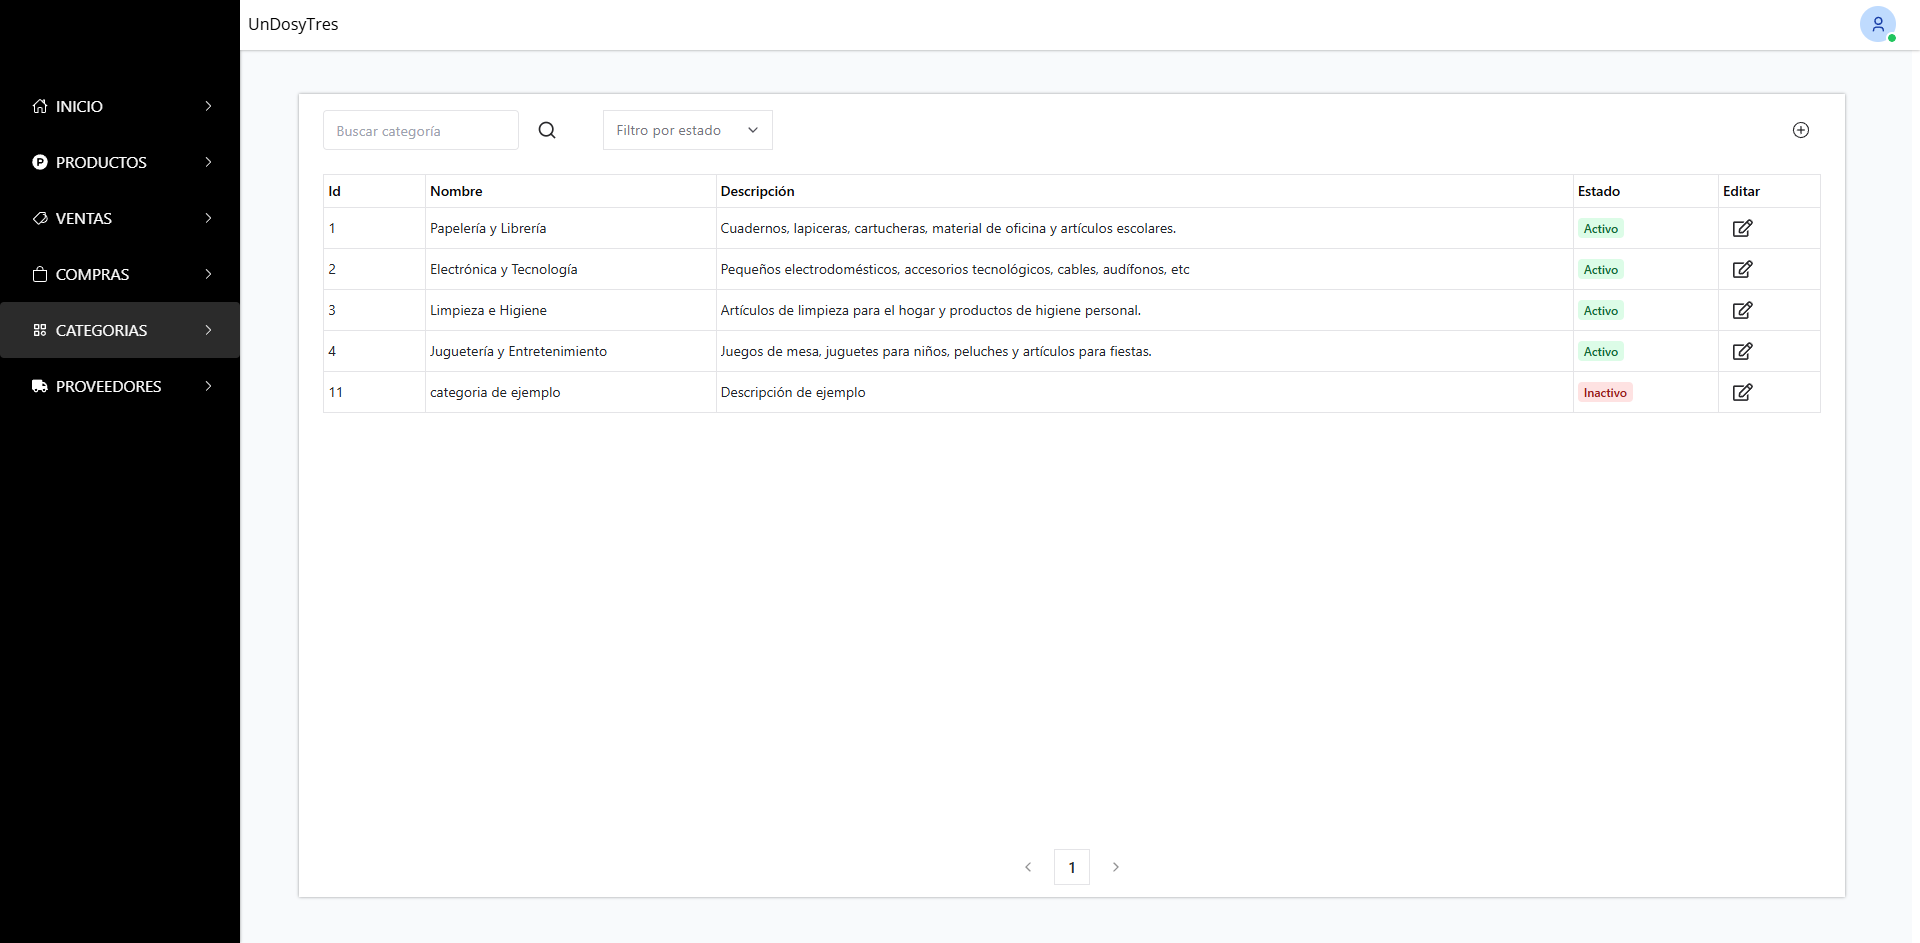 UnDosyTres
INICIO
PRODUCTOS
VENTAS
COMPRAS
CATEGORIAS
PROVEEDORES
Buscar categoría
Filtro por estado
Id Nombre Descripción Estado Editar
1 Papelería y Librería Cuadernos, lapiceras, cartucheras, material de oficina y artículos escolares. Activo
2 Electrónica y Tecnología Pequeños electrodomésticos, accesorios tecnológicos, cables, audífonos, etc Activo
3 Limpieza e Higiene Artículos de limpieza para el hogar y productos de higiene personal. Activo
4 Juguetería y Entretenimiento Juegos de mesa, juguetes para niños, peluches y artículos para fiestas. Activo
11 categoria de ejemplo Descripción de ejemplo Inactivo
1